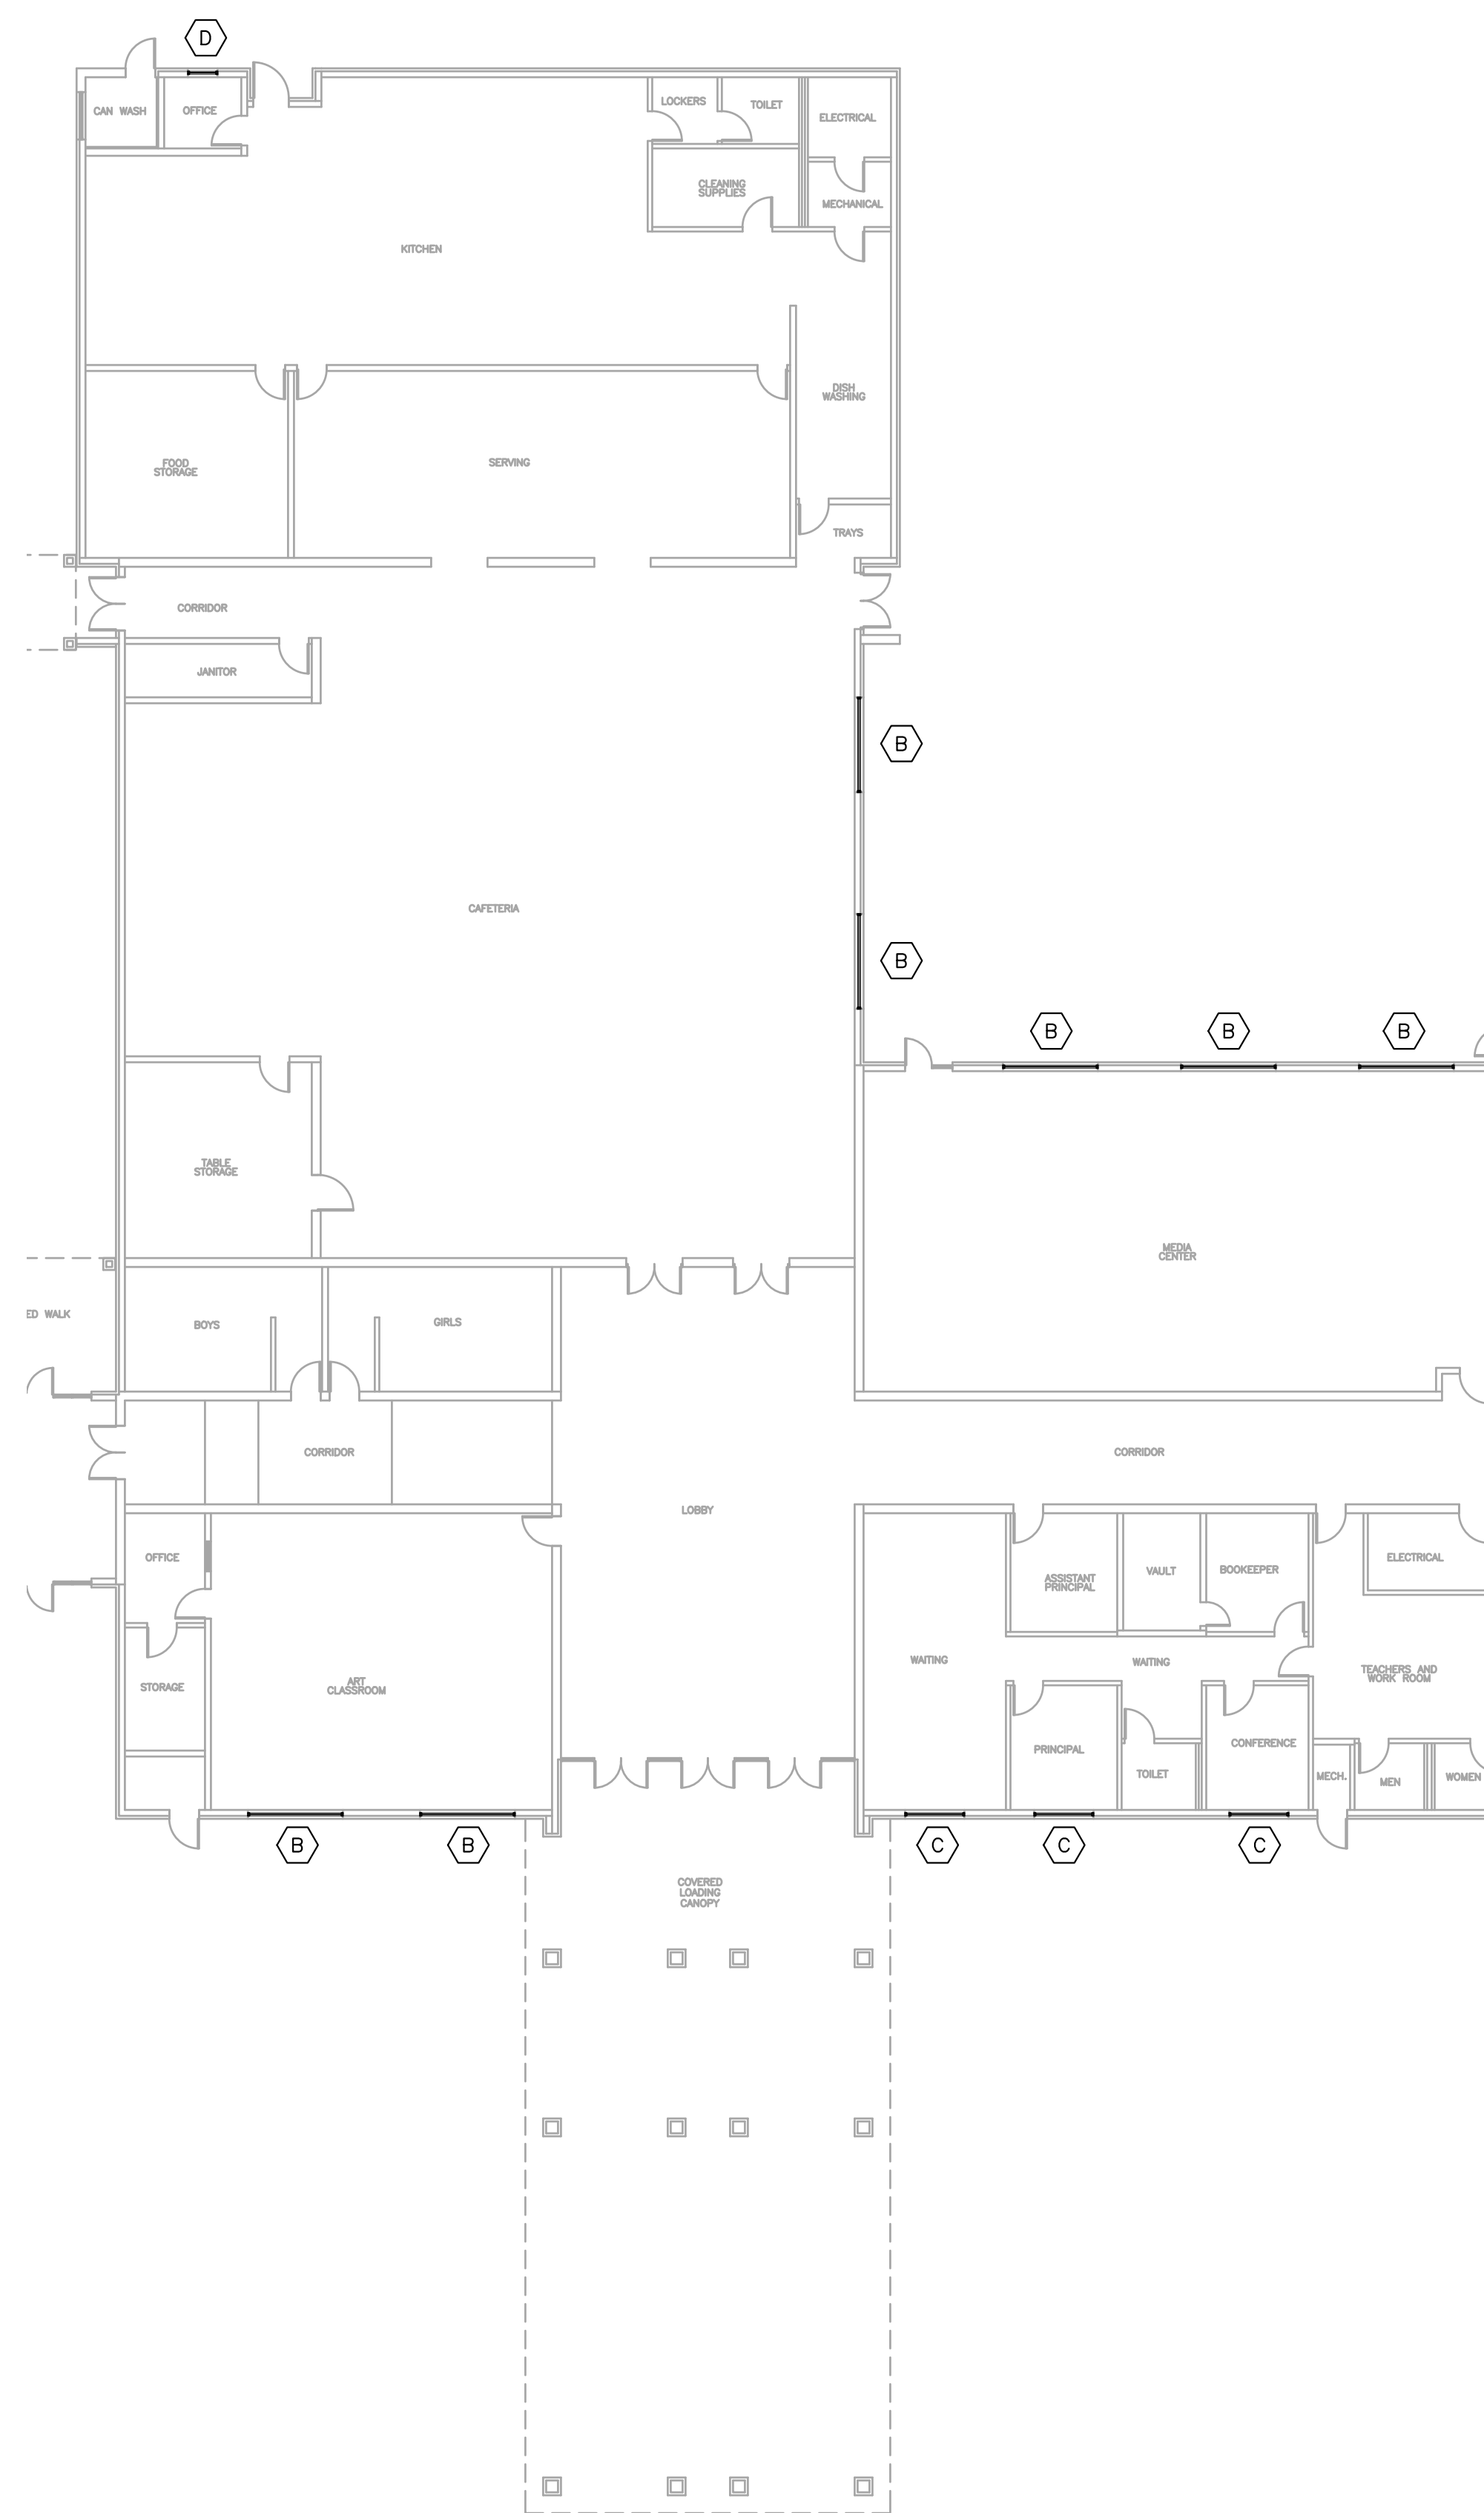 D
CAN WASH
OFFICE
LOCKERS
TOILET
ELECTRICAL
CLEANING
SUPPLIES
MECHANICAL
KITCHEN
DISH
WASHING
FOOD
STORAGE
SERVING
TRAYS
CORRIDOR
JANITOR
B
CAFETERIA
B
B
B
B
TABLE
STORAGE
MEDIA
CENTER
ED WALK
BOYS
GIRLS
CORRIDOR
CORRIDOR
LOBBY
OFFICE
ASSISTANT
PRINCIPAL
VAULT
BOOKEEPER
ELECTRICAL
WAITING
WAITING
TEACHERS AND
WORK ROOM
STORAGE
ART
CLASSROOM
PRINCIPAL
CONFERENCE
TOILET
MECH.
MEN
WOMEN
B
B
C
C
C
COVERED
LOADING
CANOPY